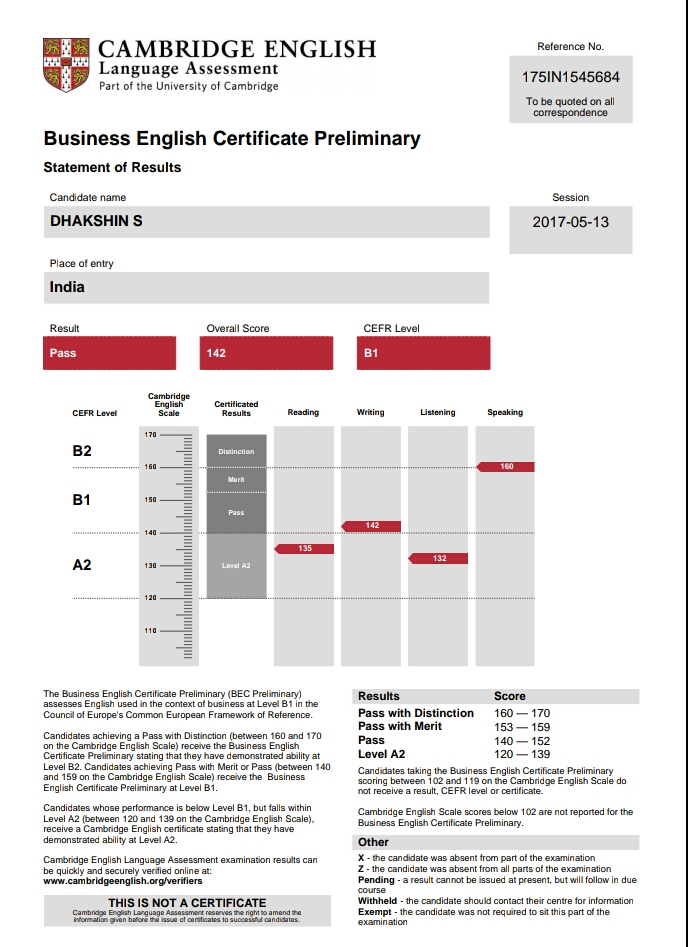 CAMBRIDGE ENGLISH
Language Assessment
Part of the University of Cambridge
Reference No.
175IN1545684
To be quoted on all
correspondence
Business English Certificate Preliminary
Statement of Results
Candidate name
DHAKSHIN S
Session
2017-05-13
Place of entry
India
Result
Pass
Overall Score
142
CEFR Level
B1
CEFR Level
Cambridge
English
Scale
Certificated
Results
Reading
Writing
Listening
Speaking
170
B2
Distinction
160
160
Merit
B1
150
Pass
142
140
135
132
A2
130
Level A2
120
110
The Business English Certificate Preliminary (BEC Preliminary)
assesses English used in the context of business at Level B1 in the
Council of Europe's Common European Framework of Reference.
Candidates achieving a Pass with Distinction (between 160 and 170
on the Cambridge English Scale) receive the Business English
Certificate Preliminary stating that they have demonstrated ability at
Level B2. Candidates achieving Pass with Merit or Pass (between 140
and 159 on the Cambridge English Scale) receive the Business
English Certificate Preliminary at Level B1.
Candidates whose performance is below Level B1, but falls within
Level A2 (between 120 and 139 on the Cambridge English Scale),
receive a Cambridge English certificate stating that they have
demonstrated ability at Level A2.
Cambridge English Language Assessment examination results can
be quickly and securely verified online at:
www.cambridgeenglish.org/verifiers
THIS IS NOT A CERTIFICATE
Cambridge English Language Assessment reserves the right to amend the
information given before the issue of certificates to successful candidates.
Results Score
Pass with Distinction 160 — 170
Pass with Merit 153 — 159
Pass 140 — 152
Level A2 120 — 139
Candidates taking the Business English Certificate Preliminary
scoring between 102 and 119 on the Cambridge English Scale do
not receive a result, CEFR level or certificate.
Cambridge English Scale scores below 102 are not reported for the
Business English Certificate Preliminary.
Other
X - the candidate was absent from part of the examination
Z - the candidate was absent from all parts of the examination
Pending - a result cannot be issued at present, but will follow in due
course
Withheld - the candidate should contact their centre for information
Exempt - the candidate was not required to sit this part of the
examination